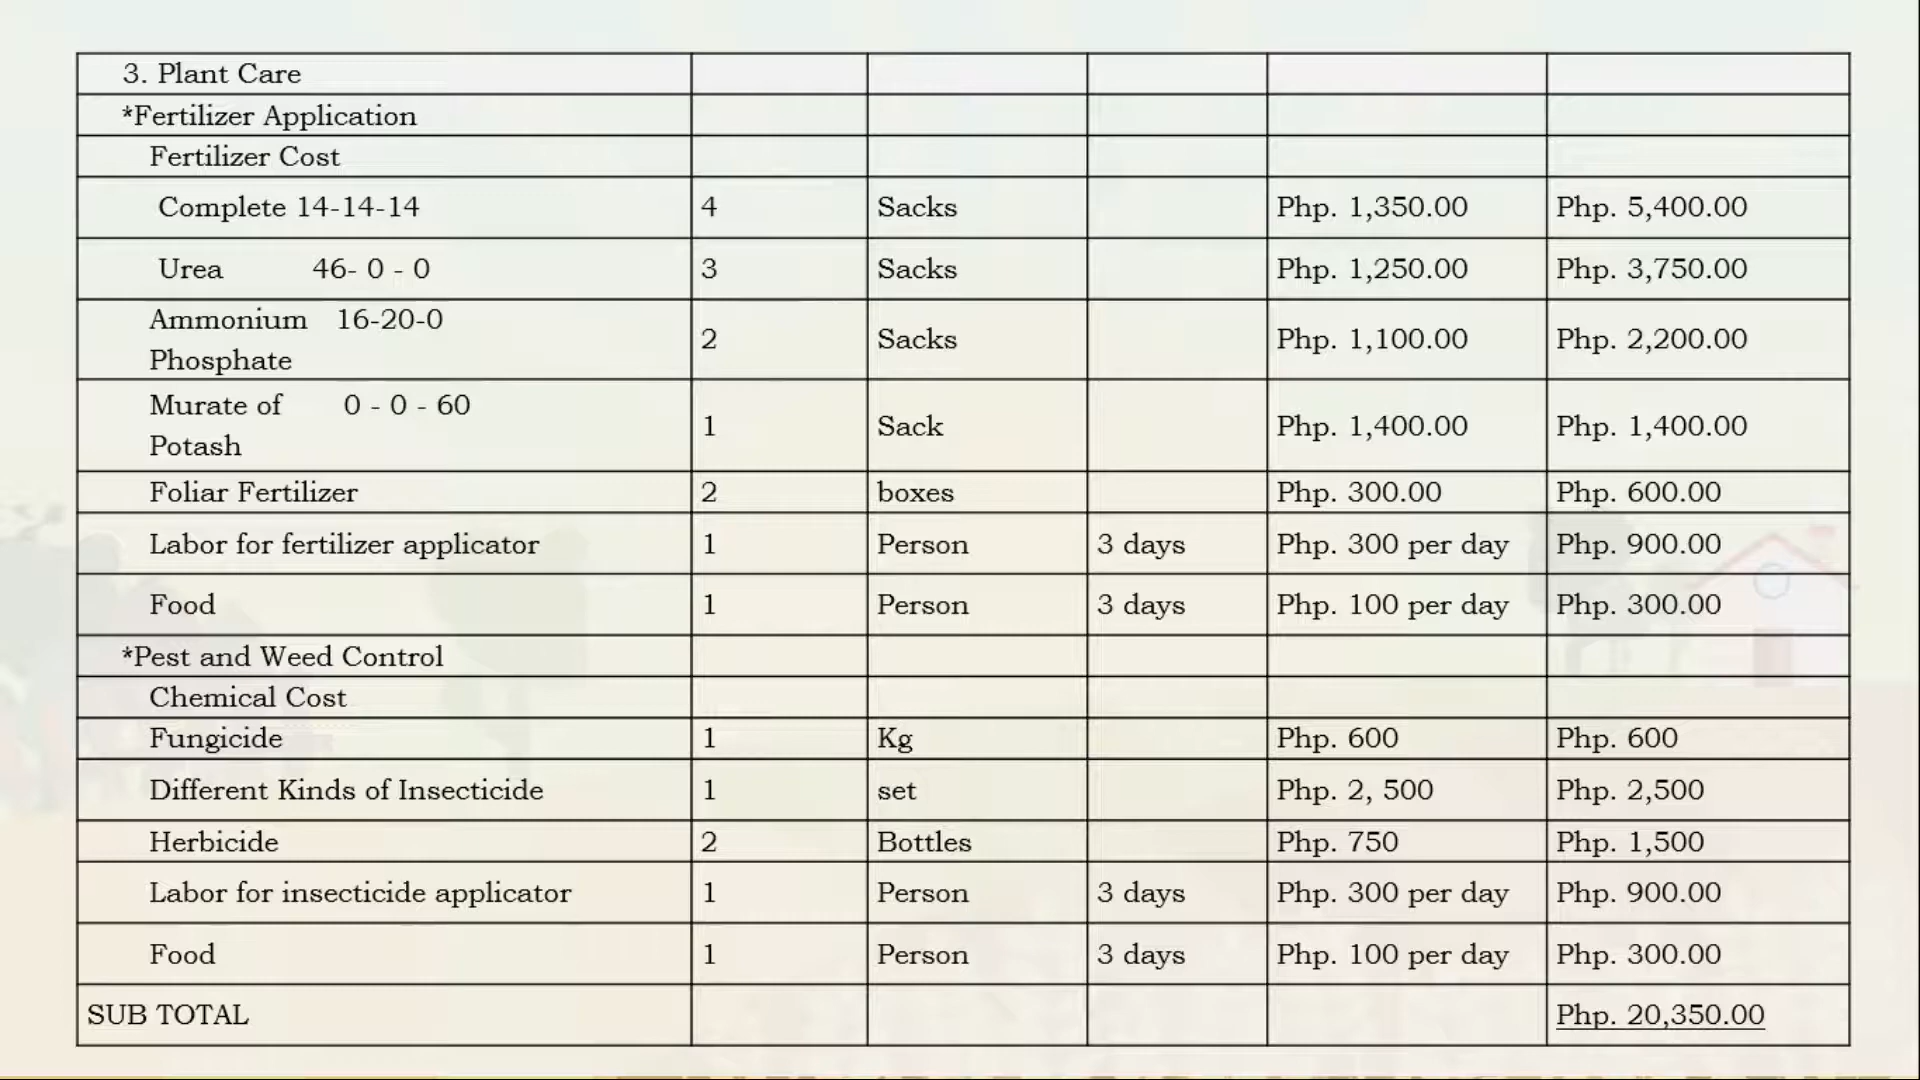 3. Plant Care
*Fertilizer Application
Fertilizer Cost
Complete 14-14-14 4 Sacks Php. 1,350.00 Php. 5,400.00
Urea 46- 0 - 0 3 Sacks Php. 1,250.00 Php. 3,750.00
Ammonium 16-20-0
Phosphate 2 Sacks Php. 1,100.00 Php. 2,200.00
Murate of 0 - 0 - 60
Potash 1 Sack Php. 1,400.00 Php. 1,400.00
Foliar Fertilizer 2 boxes Php. 300.00 Php. 600.00
Labor for fertilizer applicator 1 Person 3 days Php. 300 per day Php. 900.00
Food 1 Person 3 days Php. 100 per day Php. 300.00
*Pest and Weed Control
Chemical Cost
Fungicide 1 Kg Php. 600 Php. 600
Different Kinds of Insecticide 1 set Php. 2, 500 Php. 2,500
Herbicide 2 Bottles Php. 750 Php. 1,500
Labor for insecticide applicator 1 Person 3 days Php. 300 per day Php. 900.00
Food 1 Person 3 days Php. 100 per day Php. 300.00
SUB TOTAL Php. 20,350.00